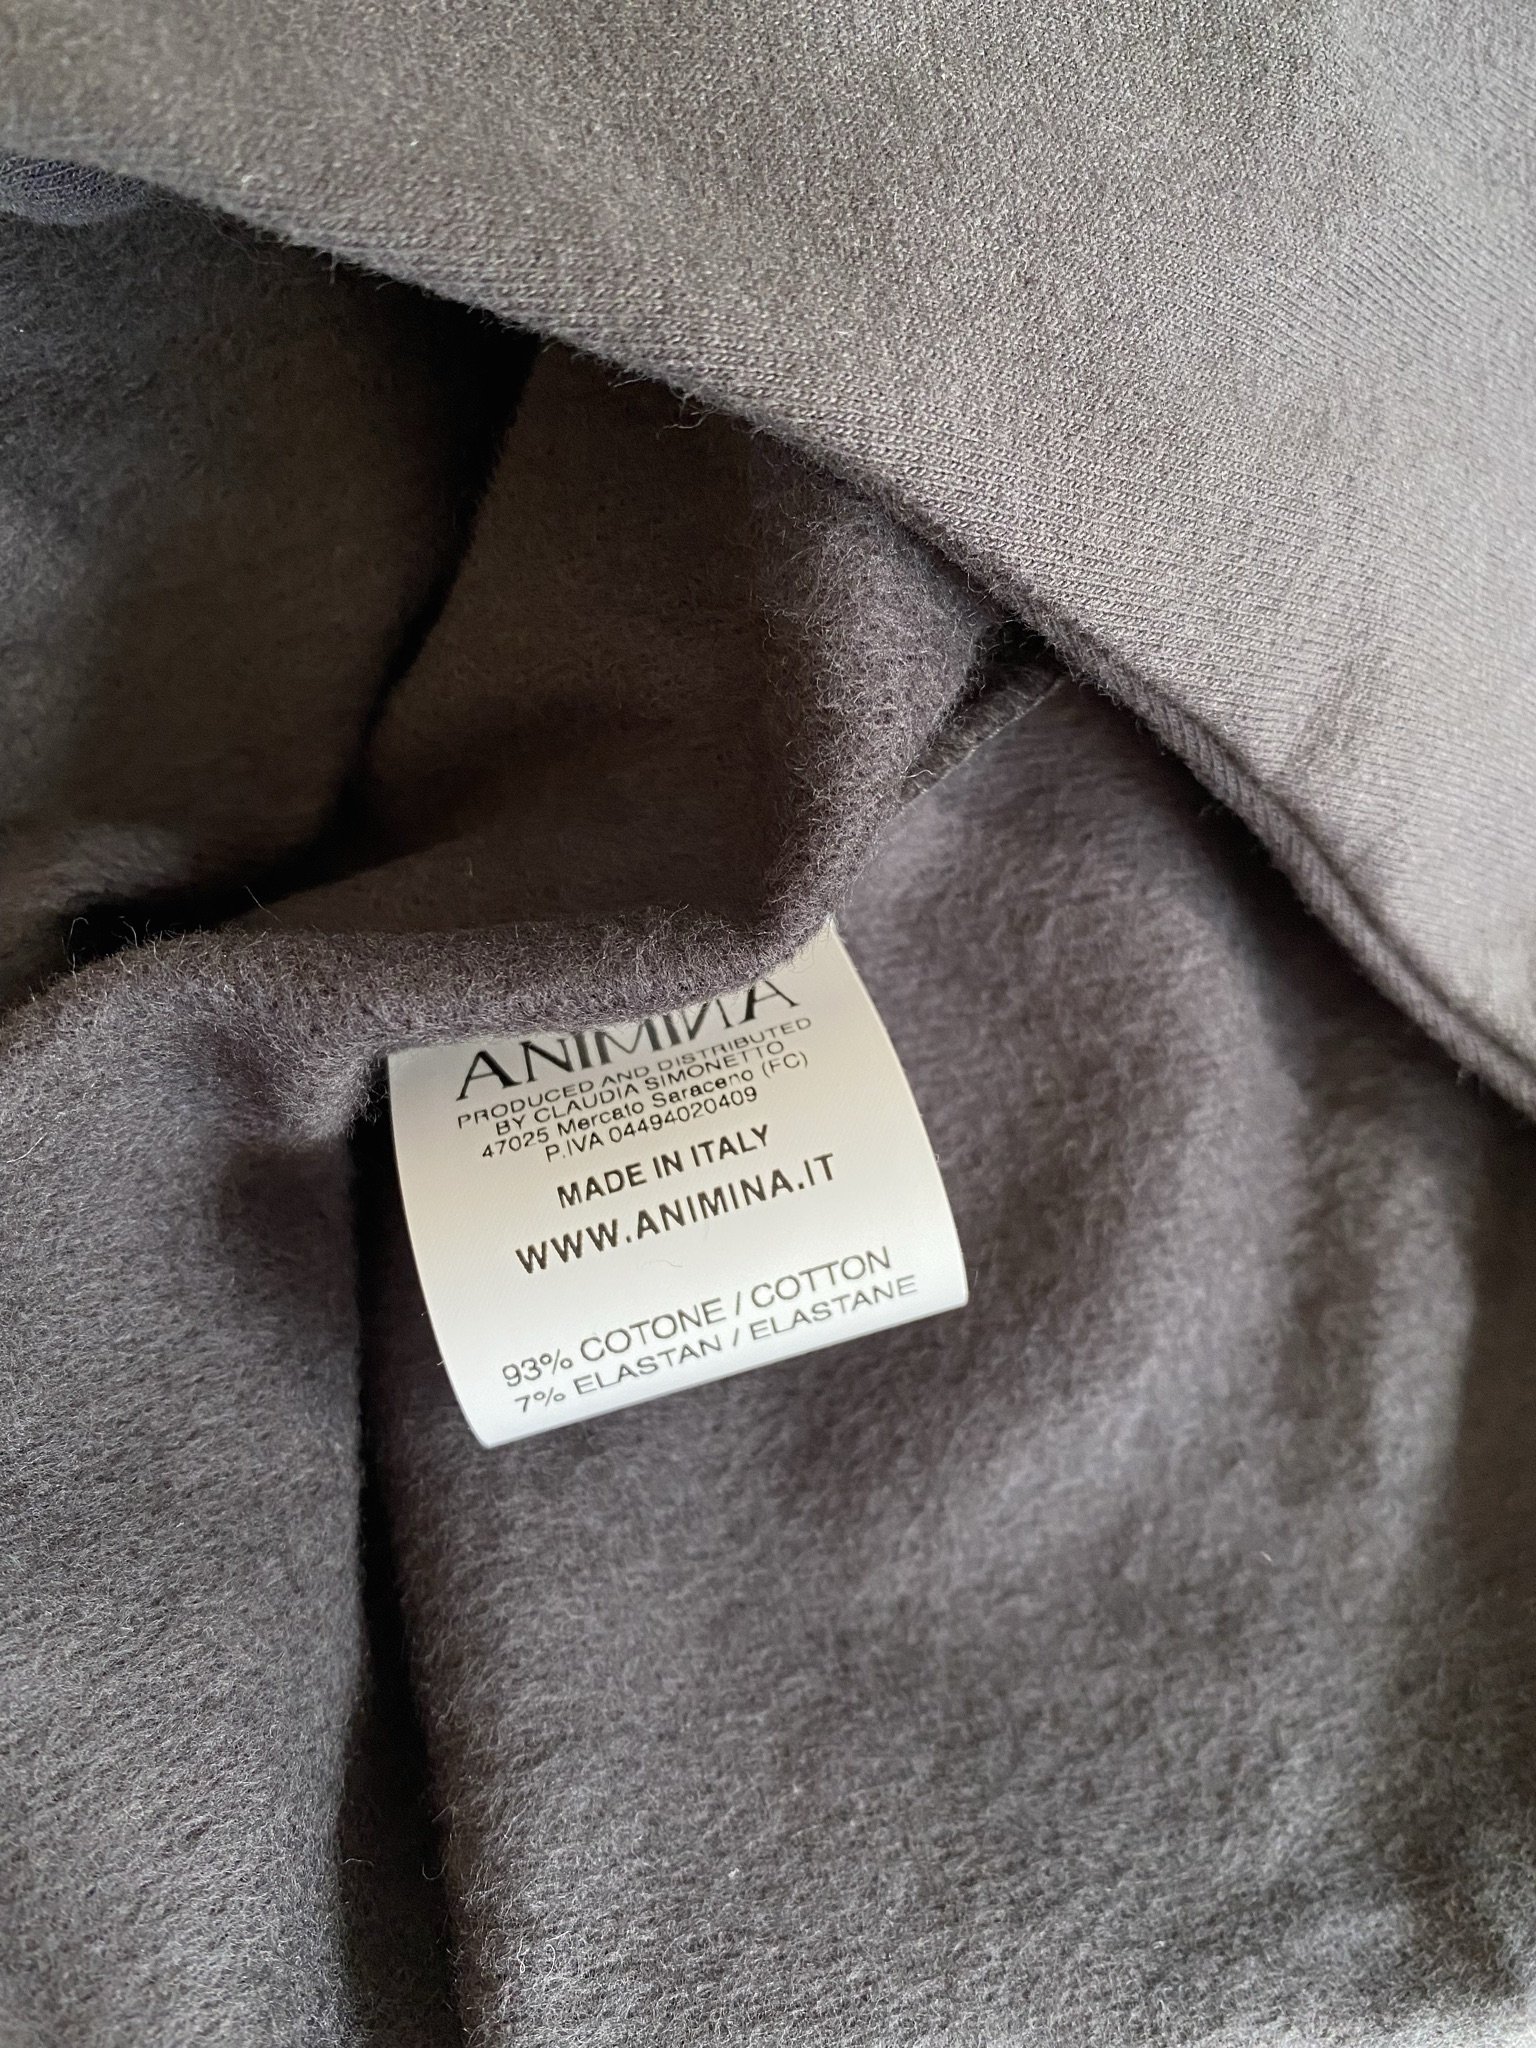 ANIMIИA
PRODUCED AND DISTRIBUTED
BY CLAUDIA SIMONETTO
47025 Mercato Saraceno (FC)
P.IVA 04494020409
MADE IN ITALY
WWW.ANIMINA.IT
93% COTONE / COTTON
7% ELASTAN / ELASTANE